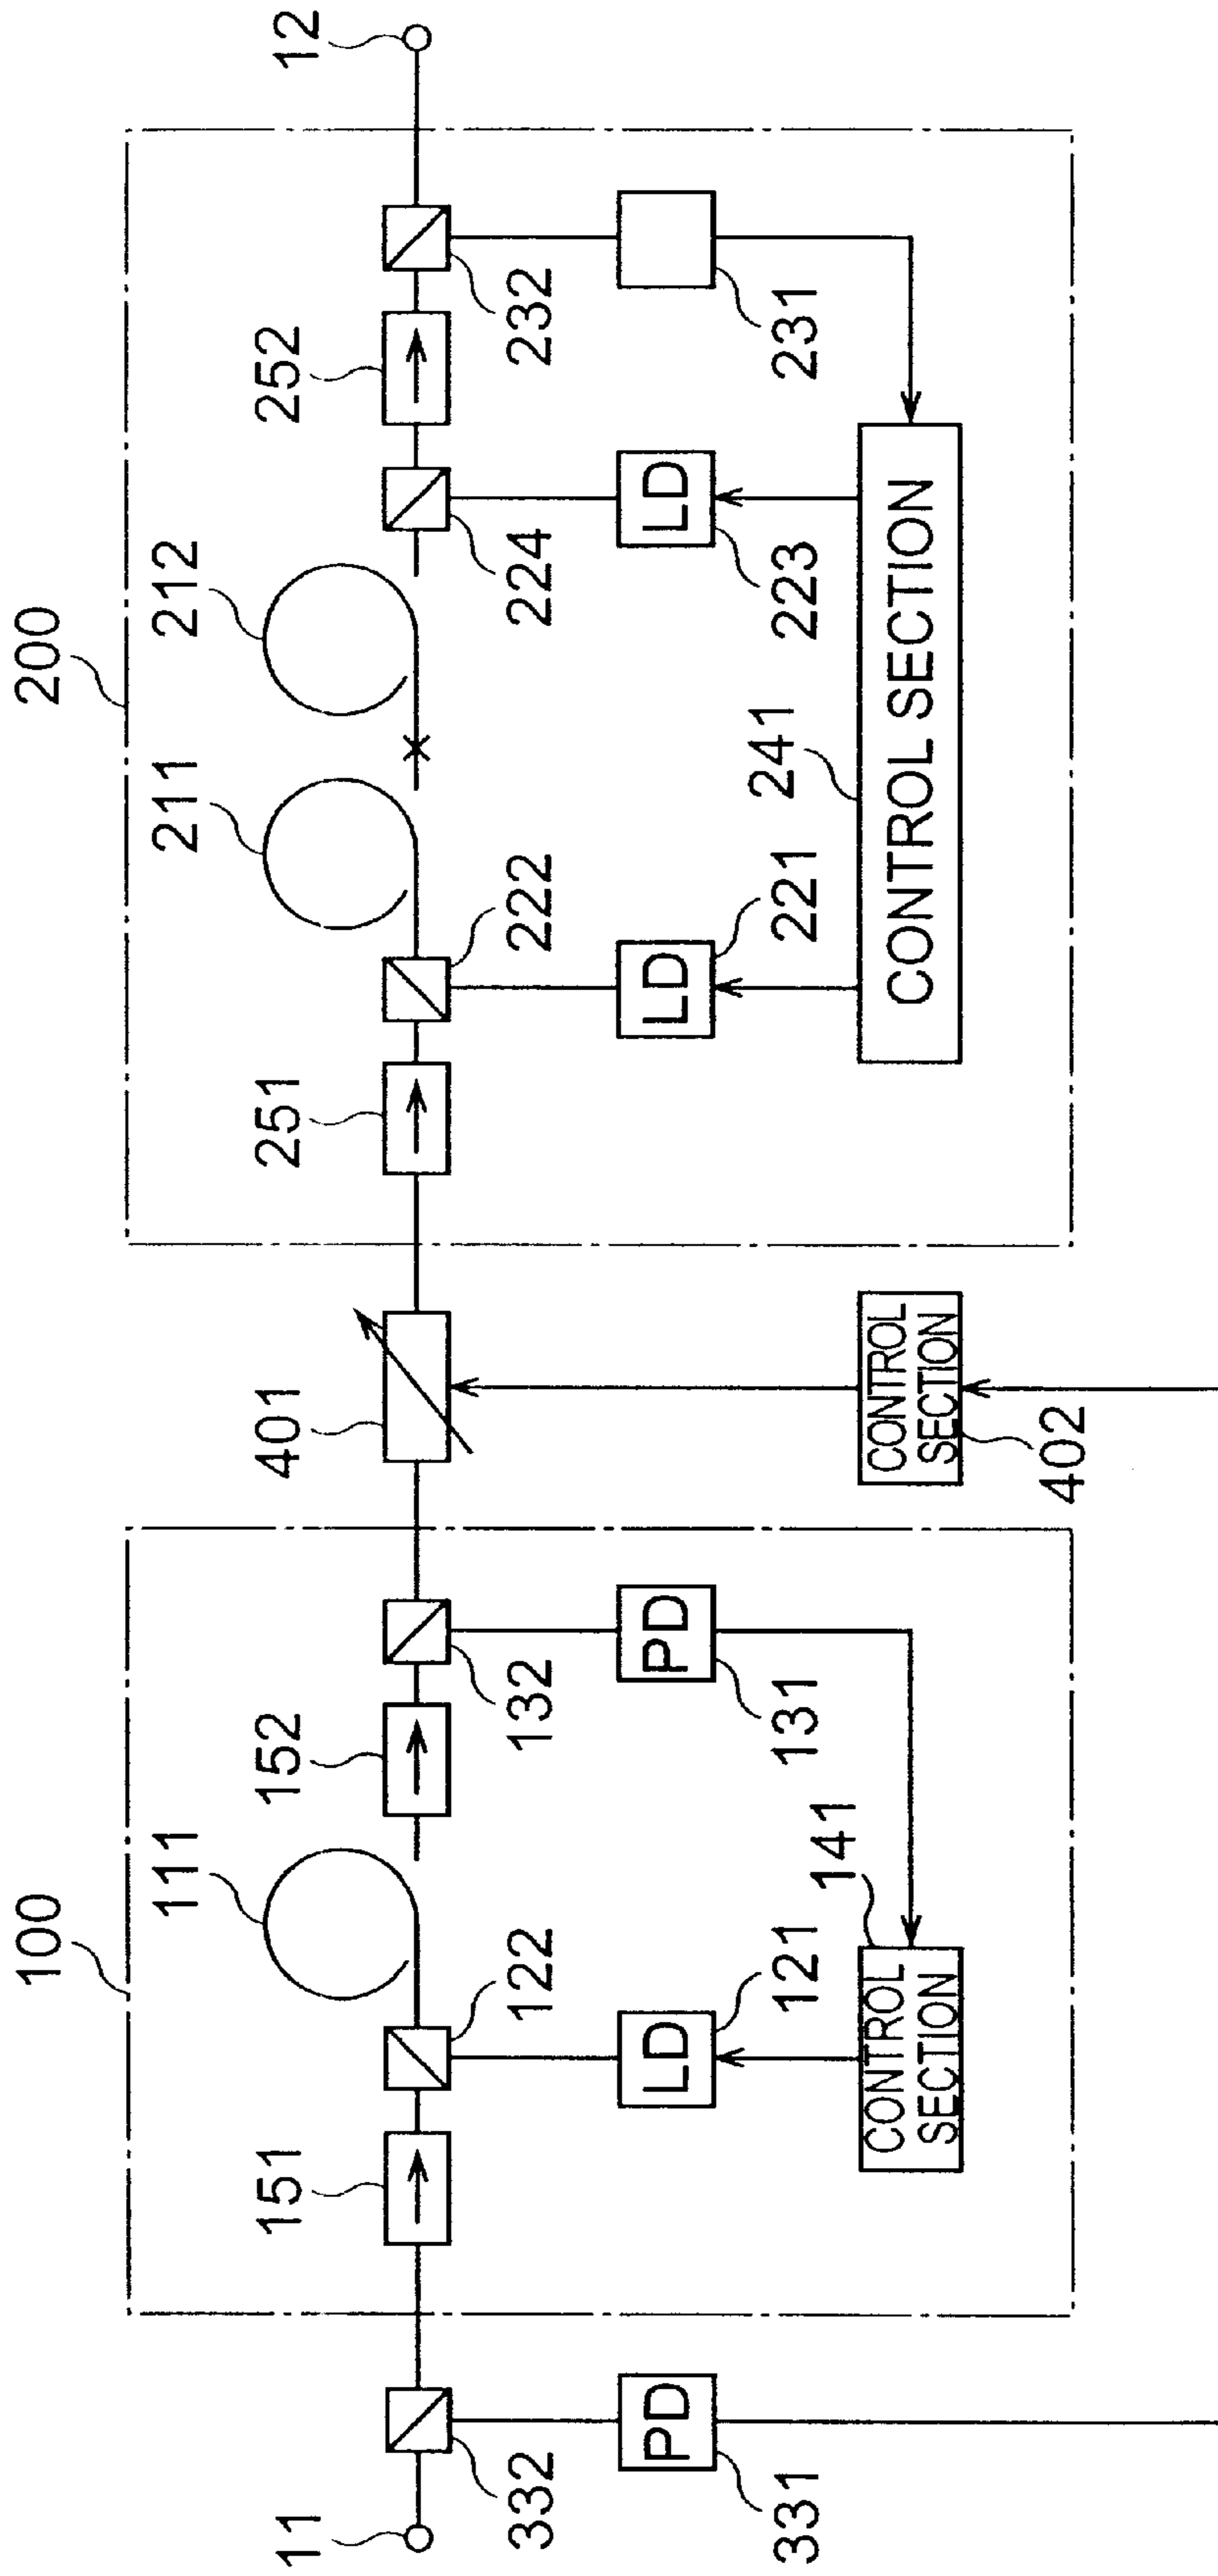 200
100
212
211
111
12
252
251
401
152
151
11
232
224
222
132
122
332
LD
LD
PD
LD
PD
231
223
221
131
121
331
241
141
CONTROL SECTION
CONTROL
SECTION
402
CONTROL
SECTION